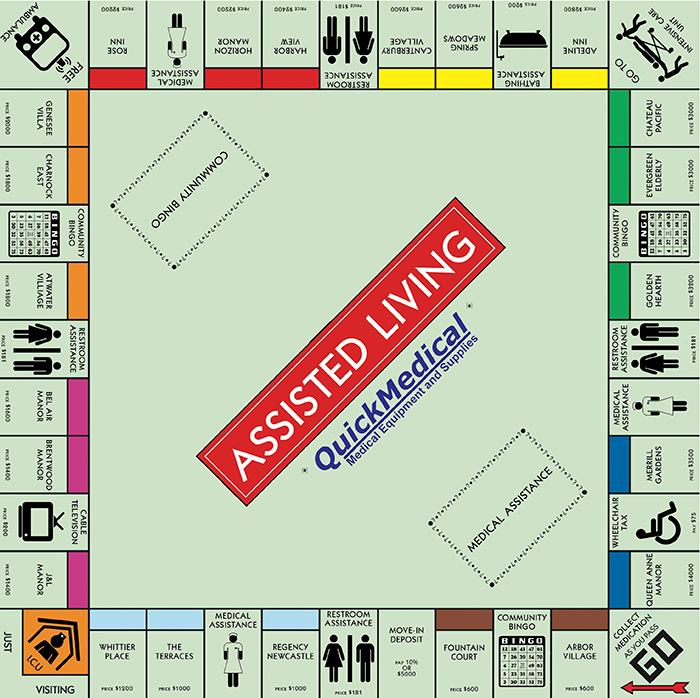 FREE
AMBULANCE
ROSE
INN
PRICE $2200
MEDICAL
ASSISTANCE
HORIZON
MANOR
PRICE $2200
HARBOR
VIEW
PRICE $2400
RESTROOM
ASSISTANCE
PRICE $181
CANTERBURY
VILLAGE
PRICE $2600
SPRING
MEADOWS
PRICE $2600
BATHING
ASSISTANCE
ADELINE
INN
PRICE $2800
GO TO
INTENSIVE CARE
UNIT
GENESEE
VILLA
PRICE $2000
CHARNOCK
EAST
PRICE $1800
COMMUNITY
BINGO
BINGO
ATWATER
VILLIAGE
PRICE $1800
RESTROOM
ASSISTANCE
PRICE $181
BEL AIR
MANOR
PRICE $1600
BRENTWOOD
MANOR
PRICE $1400
CABLE
TELEVISION
PRICE $200
J&L
MANOR
PRICE $1400
COMMUNITY BINGO
ASSISTED LIVING
QuickMedical
Medical Equipment and Supplies
MEDICAL ASSISTANCE
CHATEAU
PACIFIC
PRICE $3000
EVERGREEN
ELDERLY
PRICE $3000
COMMUNITY
BINGO
BINGO
GOLDEN
HEARTH
PRICE $3200
RESTROOM
ASSISTANCE
PRICE $181
MEDICAL
ASSISTANCE
MERRILL
GARDENS
PRICE $3500
WHEELCHAIR
TAX
PAY $75
QUEEN ANNE
MANOR
PRICE $4000
JUST
I.C.U
VISITING
WHITTIER
PLACE
PRICE $1200
THE
TERRACES
PRICE $1000
MEDICAL
ASSISTANCE
REGENCY
NEWCASTLE
PRICE $1000
RESTROOM
ASSISTANCE
PRICE $181
MOVE-IN
DEPOSIT
PAY 10%
OR
$5000
FOUNTAIN
COURT
PRICE $600
COMMUNITY
BINGO
BINGO
ARBOR
VILLAGE
PRICE $600
COLLECT
MEDICATION
AS YOU PASS
GO